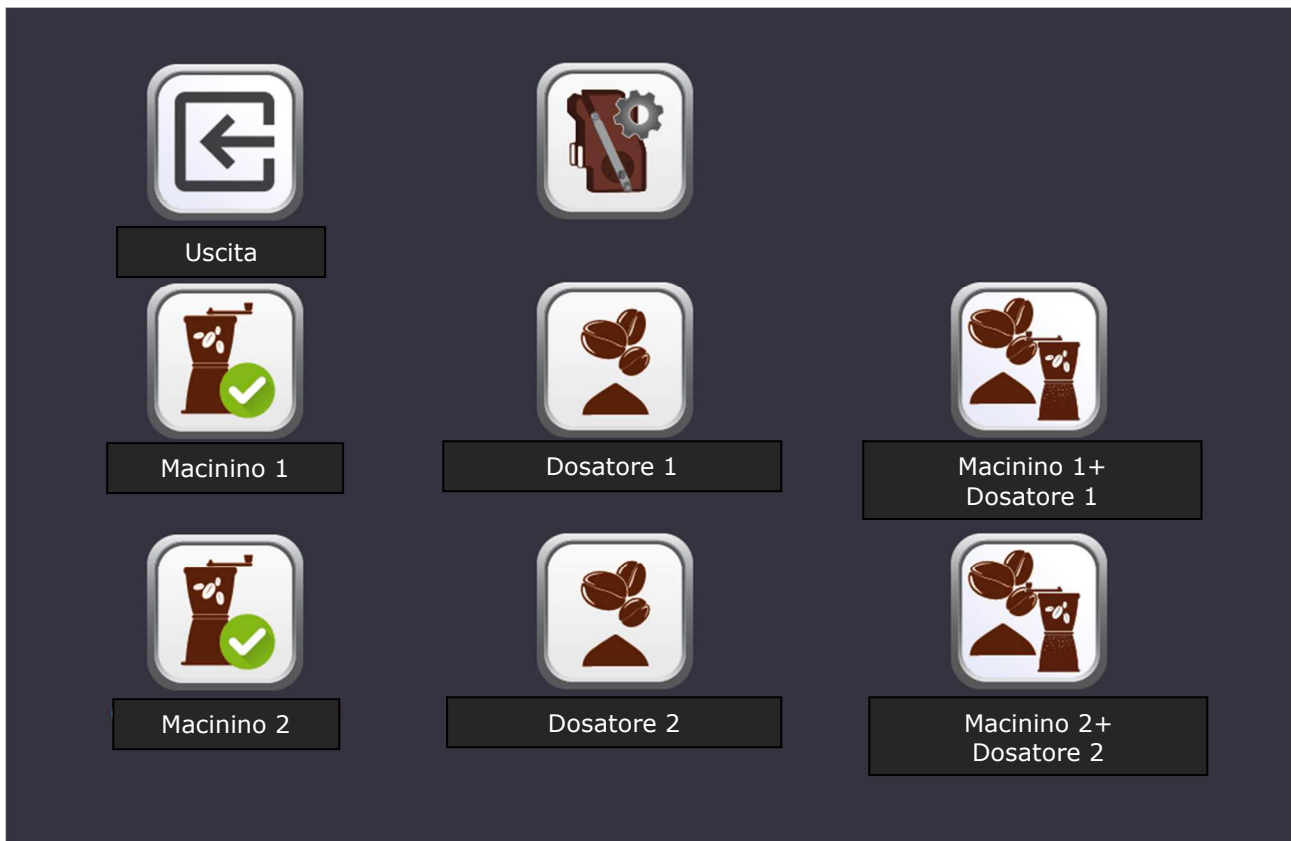 Uscita
Macinino 1
Dosatore 1
Macinino 1+
Dosatore 1
Macinino 2
Dosatore 2
Macinino 2+
Dosatore 2